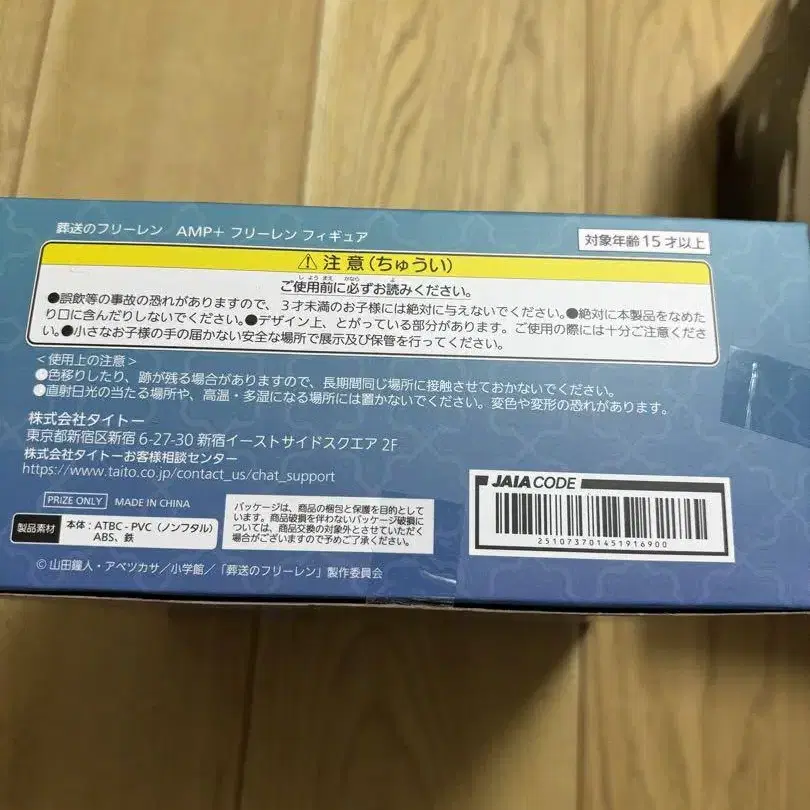 葬送のフリーレン AMP+ フリーレン フィギュア
対象年齢15才以上
⚠注意(ちゅうい)
ご使用前に必ずお読みください。
●誤飲等の事故の恐れがありますので、3才未満のお子様には絶対に与えないでください。●絶対に本製品をなめた
り口に含んだりしないでください。●デザイン上、とがっている部分があります。ご使用の際には十分ご注意くださ
い。●小さなお子様の手の届かない安全な場所で展示及び保管を行ってください。
<使用上の注意>
●色移りしたり、跡が残る場合がありますので、長期間同じ場所に接触させておかないでください。
●直射日光の当たる場所や、高温・多湿になる場所には置かないでください。変色や変形の恐れがあります。
株式会社タイトー
東京都新宿区新宿 6-27-30 新宿イーストサイドスクエア 2F
株式会社タイトーお客様相談センター
https://www.taito.co.jp/contact_us/chat_support
PRIZE ONLY MADE IN CHINA
製品素材 本体:ATBC-PVC(ノンフタル)
ABS、鉄
パッケージは、商品の梱包と保護を目的として
います。商品破損を伴わないパッケージ破損に
ついては、商品交換の対象外とさせていただく
場合がございますので予めご了承ください。
JAIA CODE
251073701451916900
© 山田鐘人・アベツカサ/小学館/「葬送のフリーレン」製作委員会